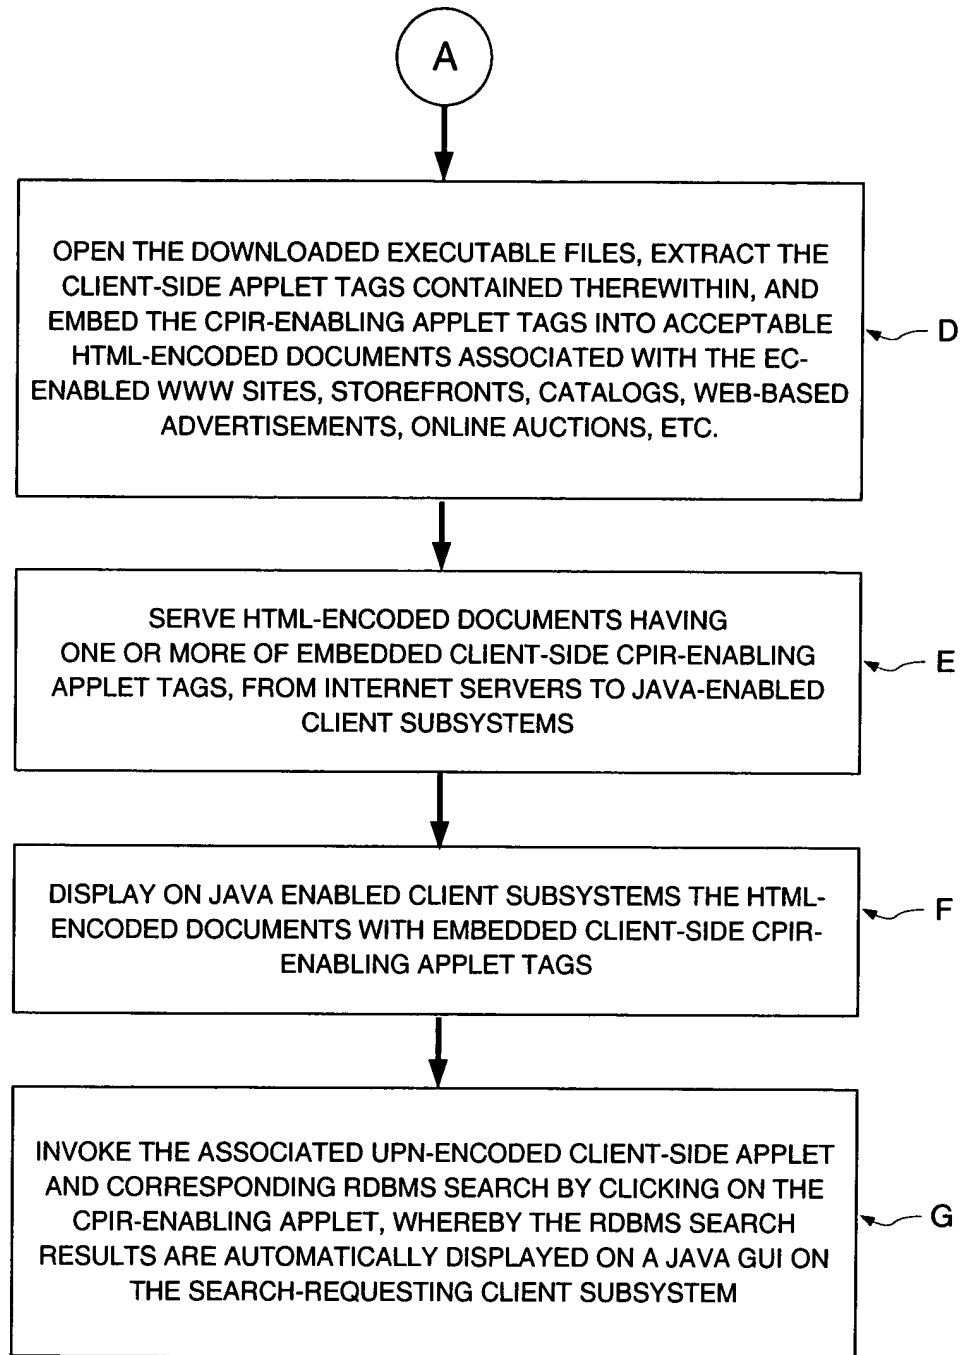 A
OPEN THE DOWNLOADED EXECUTABLE FILES, EXTRACT THE
CLIENT-SIDE APPLET TAGS CONTAINED THEREWITHIN, AND
EMBED THE CPIR-ENABLING APPLET TAGS INTO ACCEPTABLE
HTML-ENCODED DOCUMENTS ASSOCIATED WITH THE EC-
ENABLED WWW SITES, STOREFRONTS, CATALOGS, WEB-BASED
ADVERTISEMENTS, ONLINE AUCTIONS, ETC.
D
SERVE HTML-ENCODED DOCUMENTS HAVING
ONE OR MORE OF EMBEDDED CLIENT-SIDE CPIR-ENABLING
APPLET TAGS, FROM INTERNET SERVERS TO JAVA-ENABLED
CLIENT SUBSYSTEMS
E
DISPLAY ON JAVA ENABLED CLIENT SUBSYSTEMS THE HTML-
ENCODED DOCUMENTS WITH EMBEDDED CLIENT-SIDE CPIR-
ENABLING APPLET TAGS
F
INVOKE THE ASSOCIATED UPN-ENCODED CLIENT-SIDE APPLET
AND CORRESPONDING RDBMS SEARCH BY CLICKING ON THE
CPIR-ENABLING APPLET, WHEREBY THE RDBMS SEARCH
RESULTS ARE AUTOMATICALLY DISPLAYED ON A JAVA GUI ON
THE SEARCH-REQUESTING CLIENT SUBSYSTEM
G